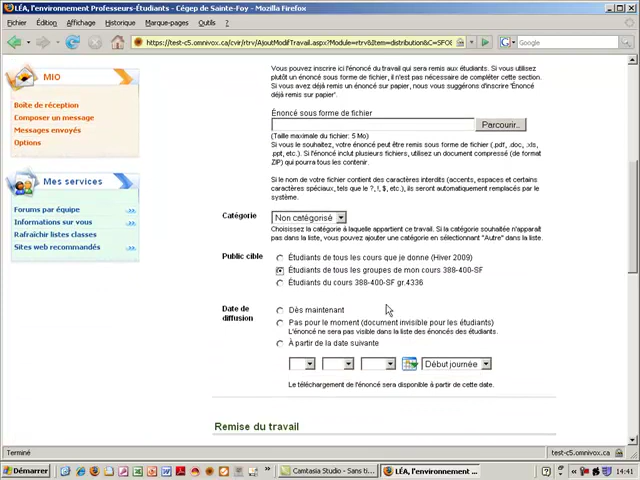 LÉA, l'environnement Professeurs-Étudiants - Cégep de Sainte-Foy - Mozilla Firefox
Fichier Édition Affichage Historique Marque-pages Outils ?
https://test-c5.omnivox.ca/cvir/rtrv/AjoutModifTravail.aspx?Module=rtrv&Item=distribution&C=SFO
Google
MIO
Boîte de réception
Composer un message
Messages envoyés
Options
Mes services
Forums par équipe
Informations sur vous
Rafraîchir listes classes
Sites web recommandés
Vous pouvez inscrire ici l'énoncé du travail qui sera remis aux étudiants. Si vous utilisez
plutôt un énoncé sous forme de fichier, il n'est pas nécessaire de compléter cette section.
Si vous avez déjà remis un énoncé sur papier, nous vous suggérons d'inscrire "Énoncé
déjà remis sur papier".
Énoncé sous forme de fichier
Parcourir...
(Taille maximale du fichier: 5 Mo)
Si vous le souhaitez, votre énoncé peut être remis sous forme de fichier (.pdf, .doc, .xls,
.ppt, etc.). Si l'énoncé inclut plusieurs fichiers, utilisez un document compressé (de format
ZIP) qui pourra tous les contenir.
Si le nom de votre fichier contient des caractères interdits (accents, espaces et certains
caractères spéciaux, tels que le ?, !, $, etc.), ils seront automatiquement remplacés par le
système.
Catégorie Non catégorisé
Choisissez la catégorie à laquelle appartient ce travail. Si la catégorie souhaitée n'apparaît
pas dans la liste, vous pouvez ajouter une catégorie en sélectionnant "Autre" dans la liste.
Public cible Étudiants de tous les cours que je donne (Hiver 2009)
Étudiants de tous les groupes de mon cours 388-400-SF
Étudiants du cours 388-400-SF gr.4336
Date de diffusion Dès maintenant
Pas pour le moment (document invisible pour les étudiants)
L'énoncé ne sera pas visible dans la liste des énoncés des étudiants.
À partir de la date suivante
Début journée
Le téléchargement de l'énoncé sera disponible à partir de cette date.
Remise du travail
Terminé test-c5.omnivox.ca
Démarrer Camtasia Studio - Sans ti... LÉA, l'environnement ... 14:41